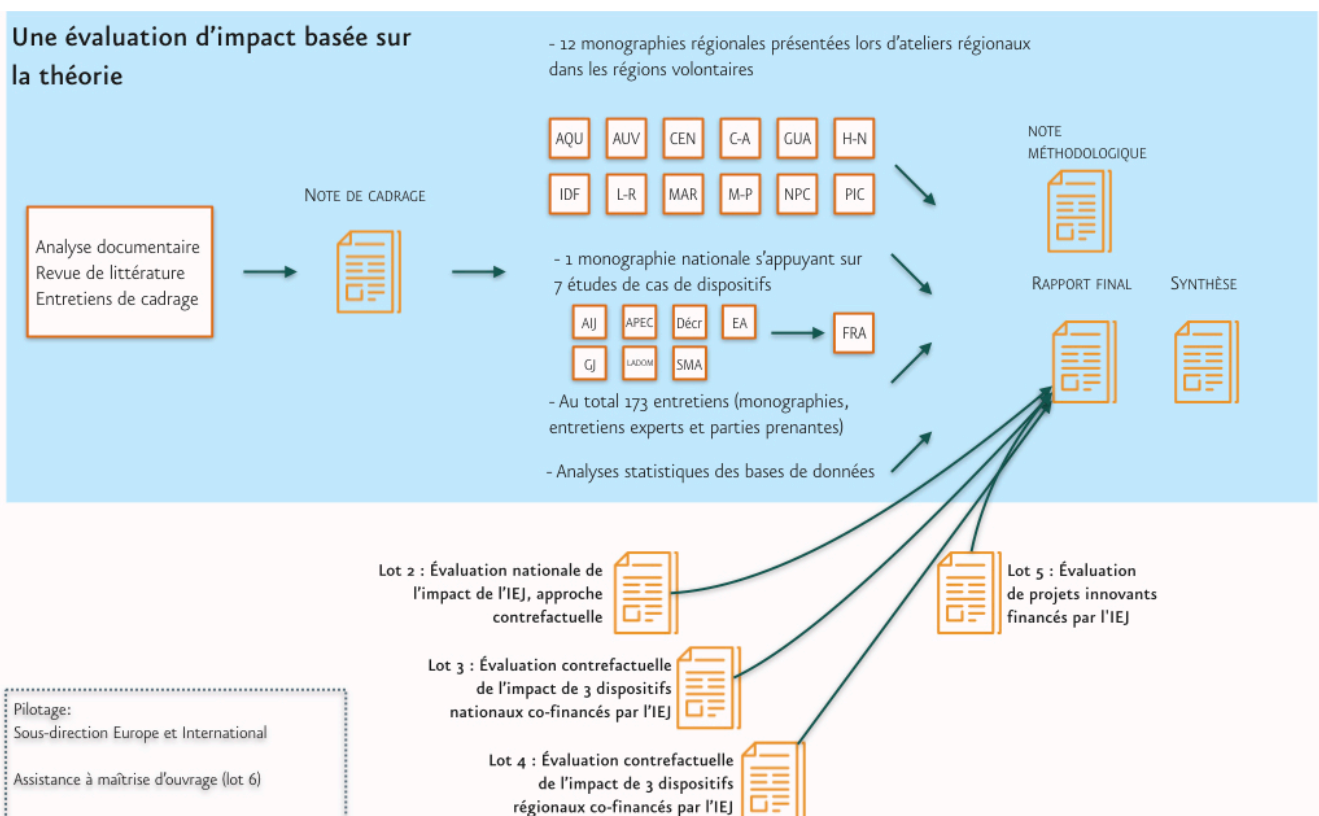 Une évaluation d’impact basée sur
la théorie
Analyse documentaire
Revue de littérature
Entretiens de cadrage
Note de cadrage
- 12 monographies régionales présentées lors d’ateliers régionaux
dans les régions volontaires
AQU AUV CEN C-A GUA H-N
IDF L-R MAR M-P NPC PIC
- 1 monographie nationale s’appuyant sur
7 études de cas de dispositifs
AIJ APEC Décr EA FRA
GJ LADOM SMA
- Au total 173 entretiens (monographies,
entretiens experts et parties prenantes)
- Analyses statistiques des bases de données
Note
méthodologique
Rapport final Synthèse
Lot 2 : Évaluation nationale de
l’impact de l’IEJ, approche
contrefactuelle
Lot 5 : Évaluation
de projets innovants
financés par l'IEJ
Lot 3 : Évaluation contrefactuelle
de l’impact de 3 dispositifs
nationaux co-financés par l’IEJ
Lot 4 : Évaluation contrefactuelle
de l’impact de 3 dispositifs
régionaux co-financés par l’IEJ
Pilotage:
Sous-direction Europe et International
Assistance à maîtrise d’ouvrage (lot 6)